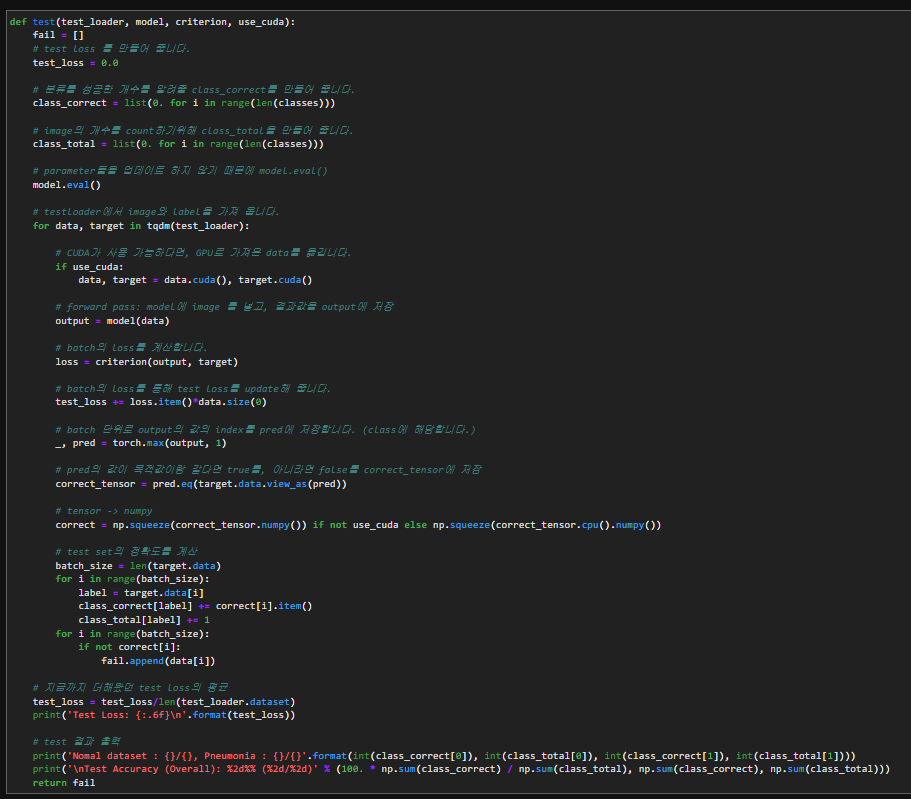 def test(test_loader, model, criterion, use_cuda):
    fail = []
    # test loss 를 만들어 둡니다.
    test_loss = 0.0

    # 분류를 성공한 개수를 알려줄 class_correct를 만들어 둡니다.
    class_correct = list(0. for i in range(len(classes)))

    # image의 개수를 count하기위해 class_total을 만들어 둡니다.
    class_total = list(0. for i in range(len(classes)))

    # parameter들을 업데이트 하지 않기 때문에 model.eval()
    model.eval()

    # testloader에서 image와 label을 가져 옵니다.
    for data, target in tqdm(test_loader):

        # CUDA가 사용 가능하다면, GPU로 가져온 data를 옮깁니다.
        if use_cuda:
            data, target = data.cuda(), target.cuda()

        # forward pass: model에 image 를 넣고, 결과값을 output에 저장
        output = model(data)

        # batch의 loss를 계산합니다.
        loss = criterion(output, target)

        # batch의 loss를 통해 test loss를 update해 줍니다.
        test_loss += loss.item()*data.size(0)

        # batch 단위로 output의 값의 index를 pred에 저장합니다. (class에 해당합니다.)
        _, pred = torch.max(output, 1)

        # pred의 값이 목적값이랑 같다면 true를, 아니라면 false를 correct_tensor에 저장
        correct_tensor = pred.eq(target.data.view_as(pred))

        # tensor -> numpy
        correct = np.squeeze(correct_tensor.numpy()) if not use_cuda else np.squeeze(correct_tensor.cpu().numpy())

        # test set의 정확도를 계산
        batch_size = len(target.data)
        for i in range(batch_size):
            label = target.data[i]
            class_correct[label] += correct[i].item()
            class_total[label] += 1
        for i in range(batch_size):
            if not correct[i]:
                fail.append(data[i])

    # 지금까지 더해왔던 test loss의 평균
    test_loss = test_loss/len(test_loader.dataset)
    print('Test Loss: {:.6f}\n'.format(test_loss))

    # test 결과 출력
    print('Nomal dataset : {}/{}, Pneumonia : {}/{}'.format(int(class_correct[0]), int(class_total[0]), int(class_correct[1]), int(class_total[1])))
    print('\nTest Accuracy (Overall): %2d%% (%2d/%2d)' % (100. * np.sum(class_correct) / np.sum(class_total), np.sum(class_correct), np.sum(class_total)))
    return fail